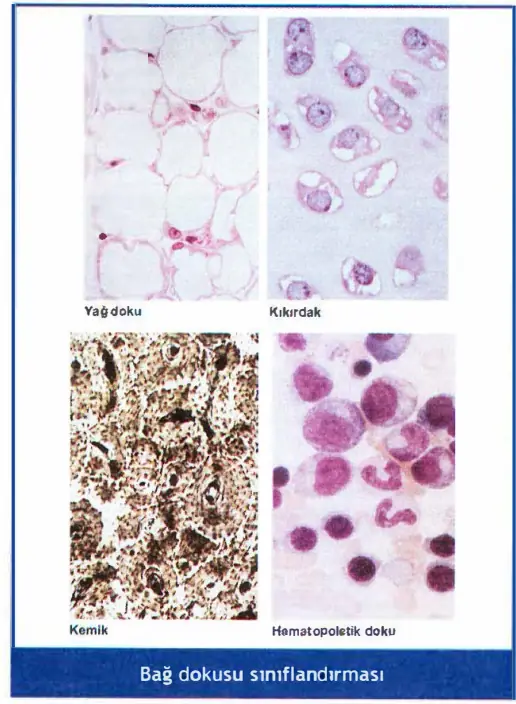 Yağ doku
Kıkırdak
Kemik
Hematopoletik doku
Bağ dokusu sınıflandırması